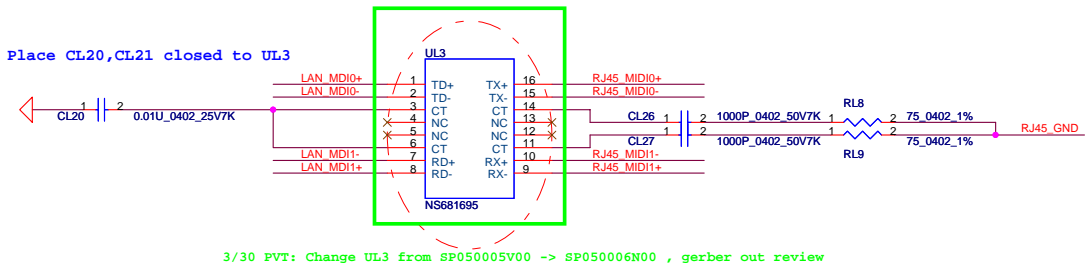 Place CL20,CL21 closed to UL3
UL3
LAN_MDI0+ 1 TD+ TX+ 16 RJ45_MIDI0+
LAN_MDI0- 2 TD- TX- 15 RJ45_MIDI0-
3 CT CT 14
4 NC NC 13
5 NC NC 12
6 CT CT 11
LAN_MDI1- 7 RD+ RX+ 10 RJ45_MIDI1-
LAN_MDI1+ 8 RD- RX- 9 RJ45_MIDI1+
NS681695
1 2
CL20 0.01U_0402_25V7K
RL8
CL26 1 2 1000P_0402_50V7K 1 2 75_0402_1%
RJ45_GND
CL27 1 2 1000P_0402_50V7K 1 2 75_0402_1%
RL9
3/30 PVT: Change UL3 from SP050005V00 -> SP050006N00 , gerber out review